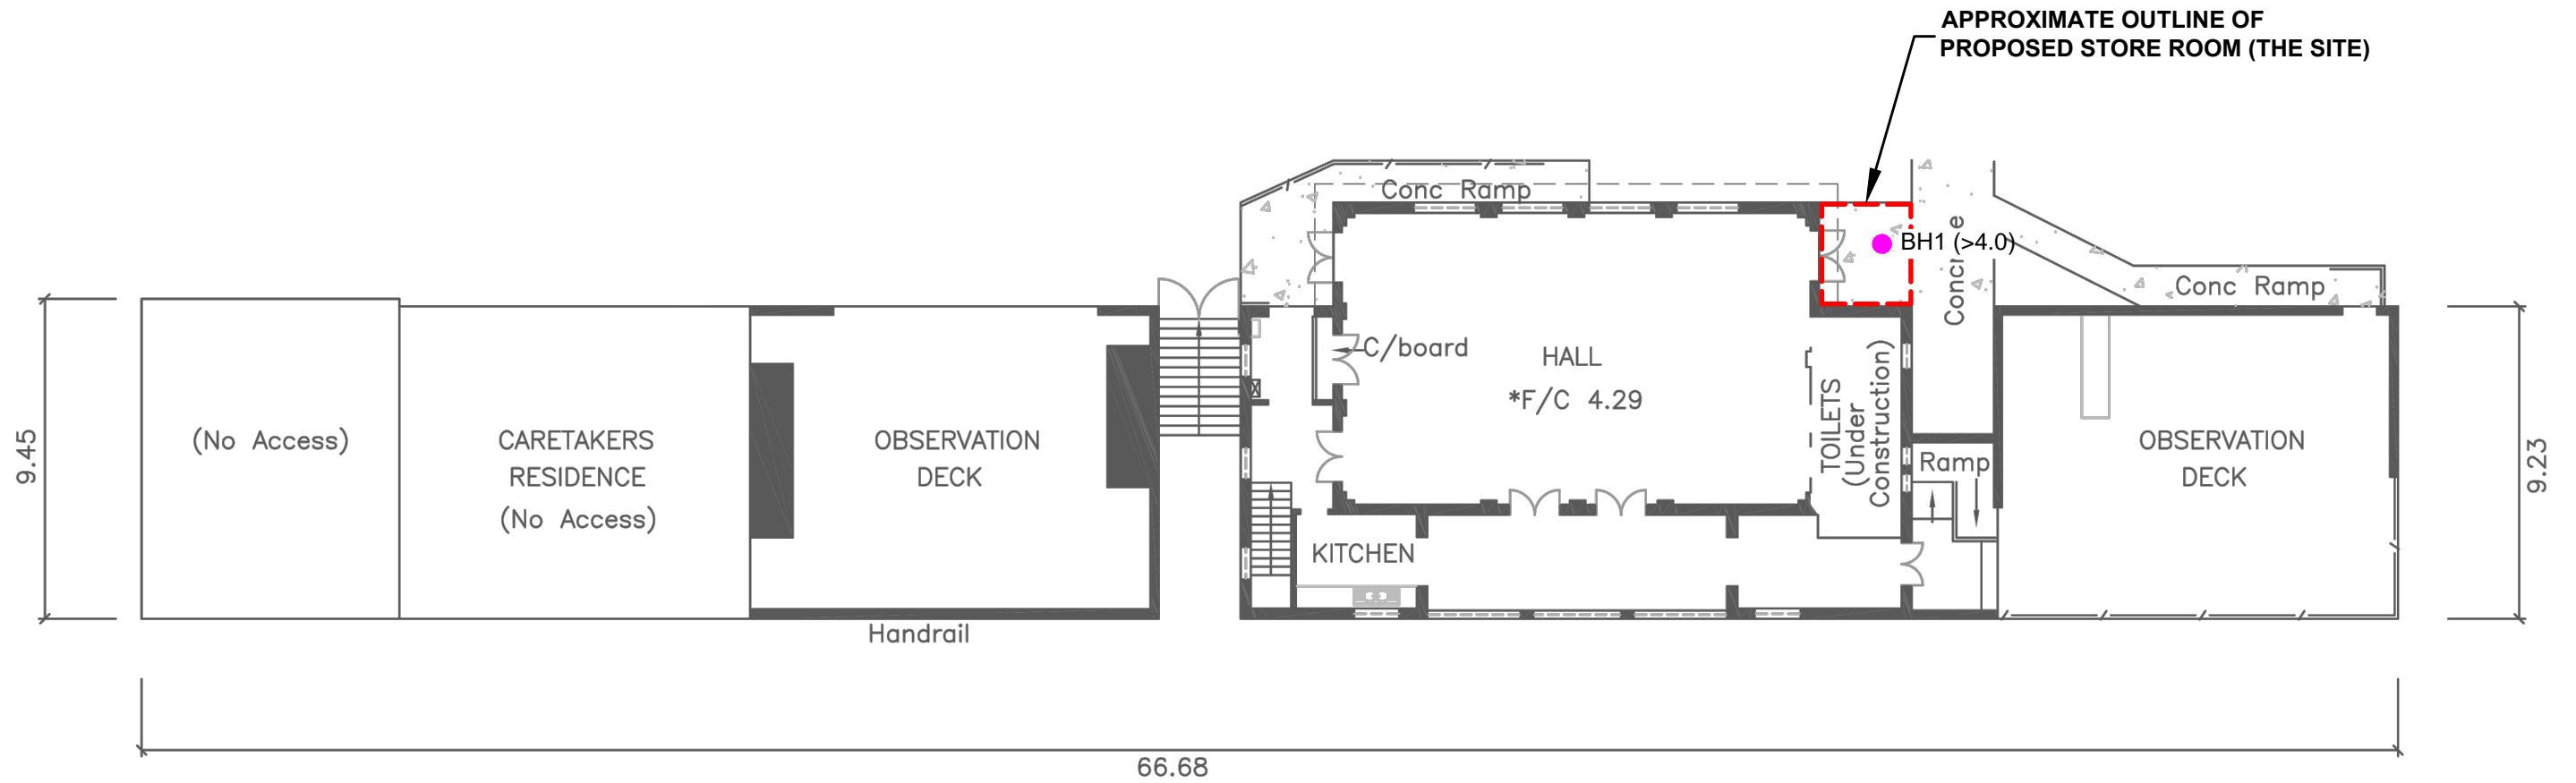 APPROXIMATE OUTLINE OF
PROPOSED STORE ROOM (THE SITE)
Conc Ramp
BH1 (>4.0)
Concrete
Conc Ramp
C/board
HALL
*F/C 4.29
TOILETS
(Under
Construction)
9.45
(No Access)
CARETAKERS
RESIDENCE
(No Access)
OBSERVATION
DECK
Ramp
OBSERVATION
DECK
9.23
KITCHEN
Handrail
66.68